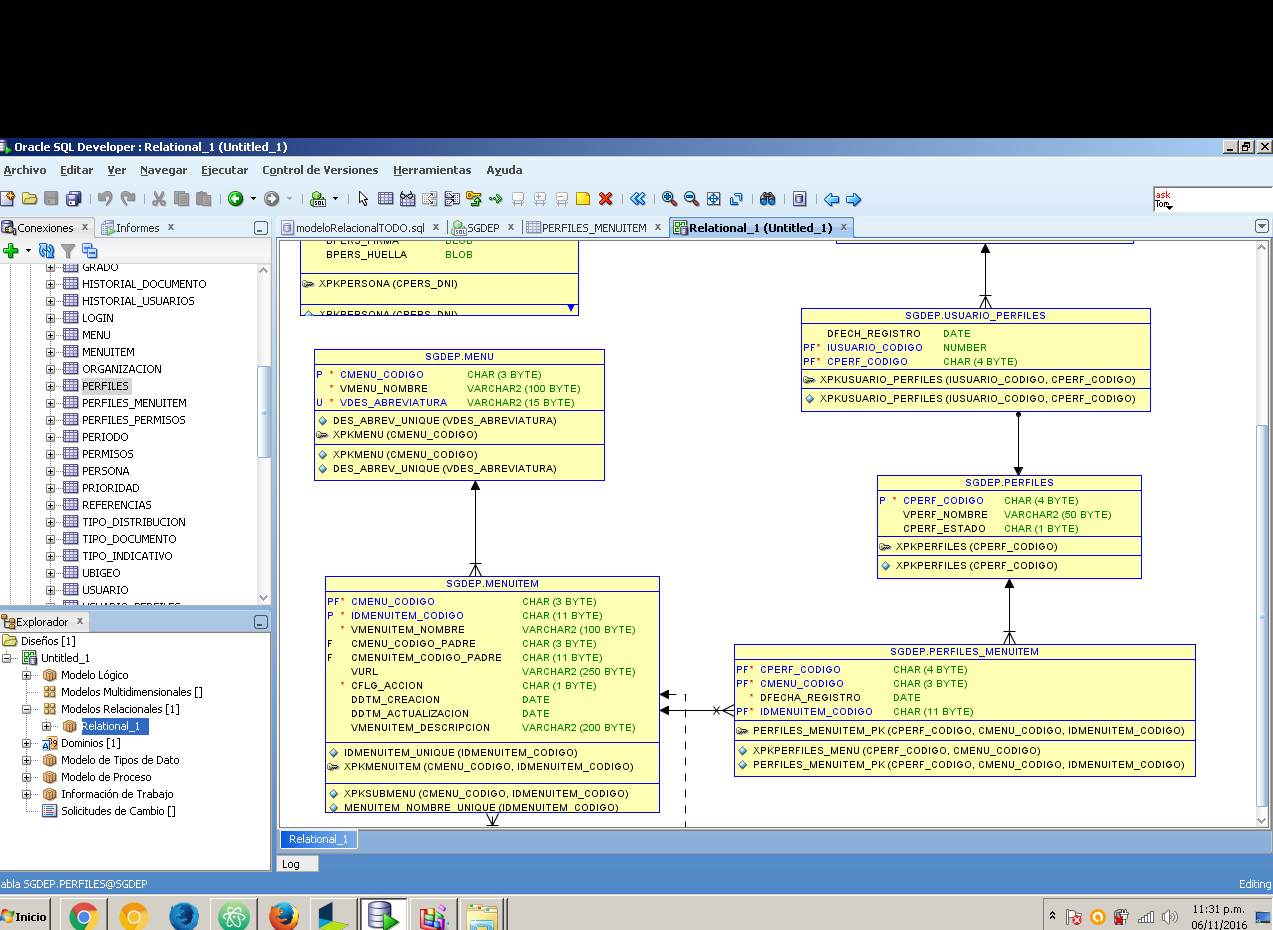 Oracle SQL Developer : Relational_1 (Untitled_1)
Archivo Editar Ver Navegar Ejecutar Control de Versiones Herramientas Ayuda
ask
Tom
Conexiones x Informes x
modeloRelacionalTODO.sql x SGDEP x PERFILES_MENUITEM x Relational_1 (Untitled_1) x
GRADO
HISTORIAL_DOCUMENTO
HISTORIAL_USUARIOS
LOGIN
MENU
MENUITEM
ORGANIZACION
PERFILES
PERFILES_MENUITEM
PERFILES_PERMISOS
PERIODO
PERMISOS
PERSONA
PRIORIDAD
REFERENCIAS
TIPO_DISTRIBUCION
TIPO_DOCUMENTO
TIPO_INDICATIVO
UBIGEO
USUARIO
USUARIO_PERFILES
Explorador x
Diseños [1]
Untitled_1
Modelo Lógico
Modelos Multidimensionales []
Modelos Relacionales [1]
Relational_1
Dominios [1]
Modelo de Tipos de Dato
Modelo de Proceso
Información de Trabajo
Solicitudes de Cambio []
BPERS_FIRMA BLOB
BPERS_HUELLA BLOB
XPKPERSONA (CPERS_DNI)
XPKPERSONA (CPERS_DNI)
SGDEP.MENU
P * CMENU_CODIGO CHAR (3 BYTE)
* VMENU_NOMBRE VARCHAR2 (100 BYTE)
U * VDES_ABREVIATURA VARCHAR2 (15 BYTE)
DES_ABREV_UNIQUE (VDES_ABREVIATURA)
XPKMENU (CMENU_CODIGO)
XPKMENU (CMENU_CODIGO)
DES_ABREV_UNIQUE (VDES_ABREVIATURA)
SGDEP.MENUITEM
PF* CMENU_CODIGO CHAR (3 BYTE)
P * IDMENUITEM_CODIGO CHAR (11 BYTE)
* VMENUITEM_NOMBRE VARCHAR2 (100 BYTE)
F CMENU_CODIGO_PADRE CHAR (3 BYTE)
F CMENUITEM_CODIGO_PADRE CHAR (11 BYTE)
VURL VARCHAR2 (250 BYTE)
* CFLG_ACCION CHAR (1 BYTE)
DDTM_CREACION DATE
DDTM_ACTUALIZACION DATE
VMENUITEM_DESCRIPCION VARCHAR2 (200 BYTE)
IDMENUITEM_UNIQUE (IDMENUITEM_CODIGO)
XPKMENUITEM (CMENU_CODIGO, IDMENUITEM_CODIGO)
XPKSUBMENU (CMENU_CODIGO, IDMENUITEM_CODIGO)
MENUITEM_NOMBRE_UNIQUE (IDMENUITEM_CODIGO)
SGDEP.USUARIO_PERFILES
DFECH_REGISTRO DATE
PF* IUSUARIO_CODIGO NUMBER
PF* CPERF_CODIGO CHAR (4 BYTE)
XPKUSUARIO_PERFILES (IUSUARIO_CODIGO, CPERF_CODIGO)
XPKUSUARIO_PERFILES (IUSUARIO_CODIGO, CPERF_CODIGO)
SGDEP.PERFILES
P * CPERF_CODIGO CHAR (4 BYTE)
VPERF_NOMBRE VARCHAR2 (50 BYTE)
CPERF_ESTADO CHAR (1 BYTE)
XPKPERFILES (CPERF_CODIGO)
XPKPERFILES (CPERF_CODIGO)
SGDEP.PERFILES_MENUITEM
PF* CPERF_CODIGO CHAR (4 BYTE)
PF* CMENU_CODIGO CHAR (3 BYTE)
* DFECHA_REGISTRO DATE
PF* IDMENUITEM_CODIGO CHAR (11 BYTE)
PERFILES_MENUITEM_PK (CPERF_CODIGO, CMENU_CODIGO, IDMENUITEM_CODIGO)
XPKPERFILES_MENU (CPERF_CODIGO, CMENU_CODIGO)
PERFILES_MENUITEM_PK (CPERF_CODIGO, CMENU_CODIGO, IDMENUITEM_CODIGO)
Relational_1
Log
abla SGDEP.PERFILES@SGDEP
Editing
Inicio
11:31 p.m.
06/11/2016